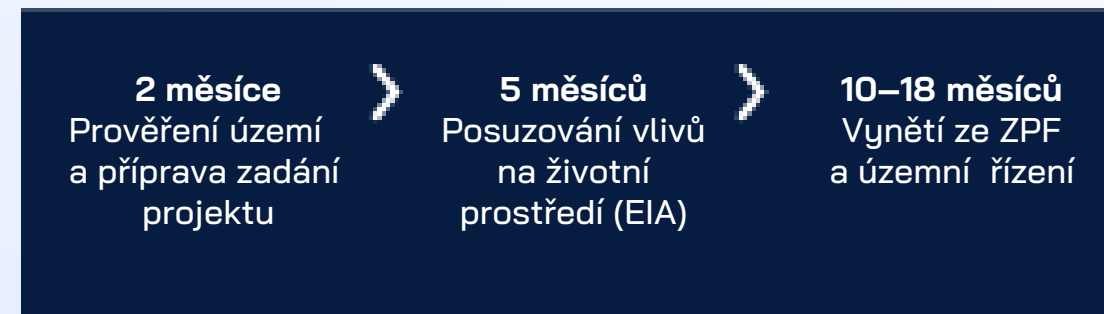 2 měsíce
Prověření území
a příprava zadání
projektu
5 měsíců
Posuzování vlivů
na životní
prostředí (EIA)
10–18 měsíců
Vynětí ze ZPF
a územní  řízení